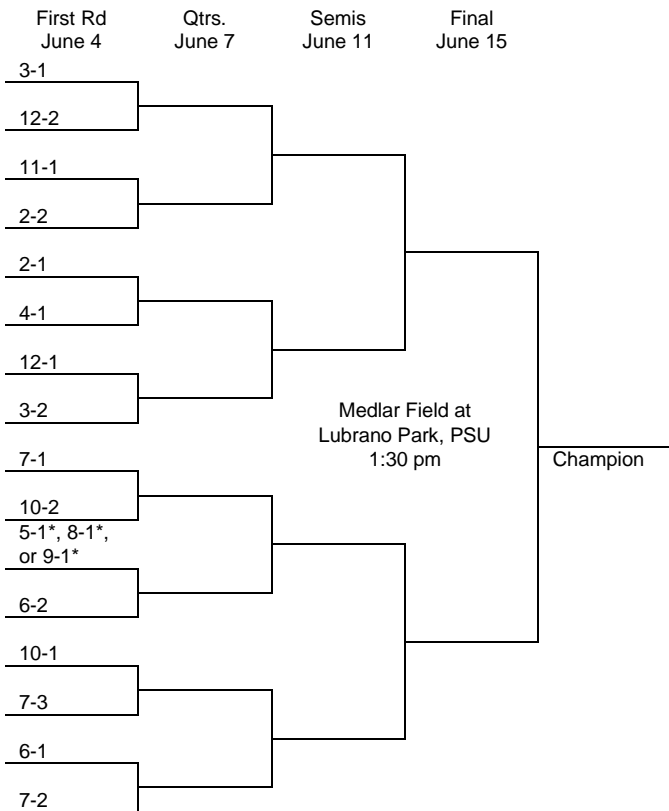 First Rd Qtrs. Semis Final
June 4 June 7 June 11 June 15
3-1
12-2
11-1
2-2
2-1
4-1
12-1
3-2
Medlar Field at
Lubrano Park, PSU
1:30 pm
7-1
Champion
10-2
5-1*, 8-1*,
or 9-1*
6-2
10-1
7-3
6-1
7-2